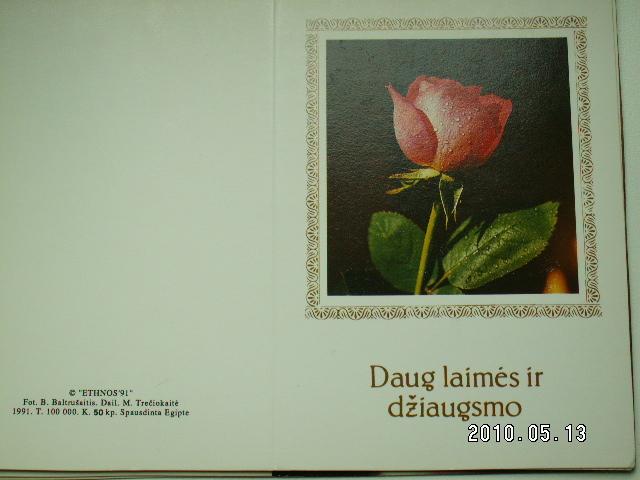 © "ETHNOS'91"
Fot. B. Baltrušaitis. Dail. M. Trečiokaitė
1991. T. 100 000. K. 50 kp. Spausdinta Egipte
Daug laimės ir
džiaugsmo
2010.05.13